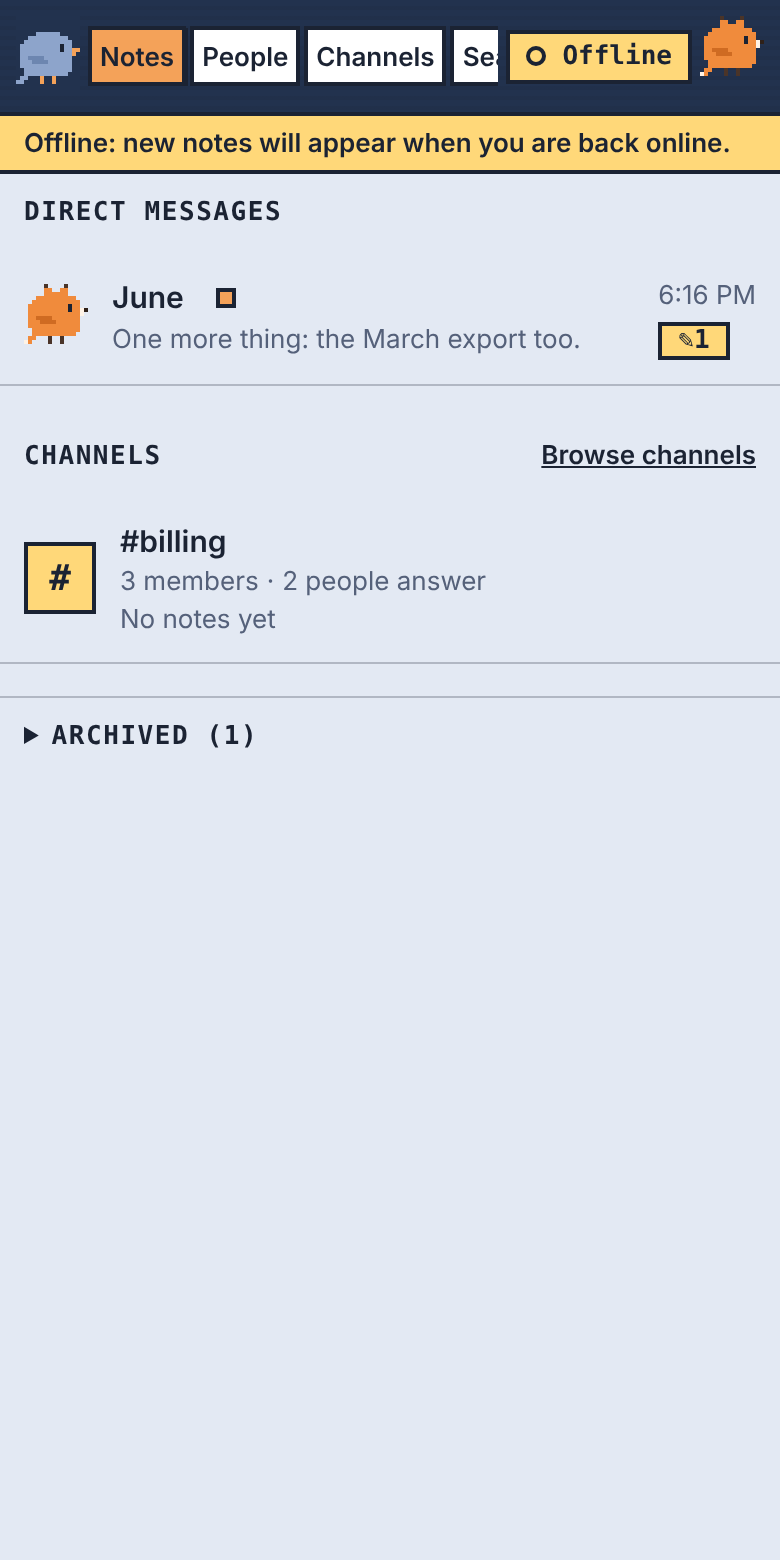 Notes People Channels Sea Offline
Offline: new notes will appear when you are back online.
DIRECT MESSAGES
June 6:16 PM
One more thing: the March export too. ✎1
CHANNELS Browse channels
# #billing
3 members · 2 people answer
No notes yet
▶ ARCHIVED (1)